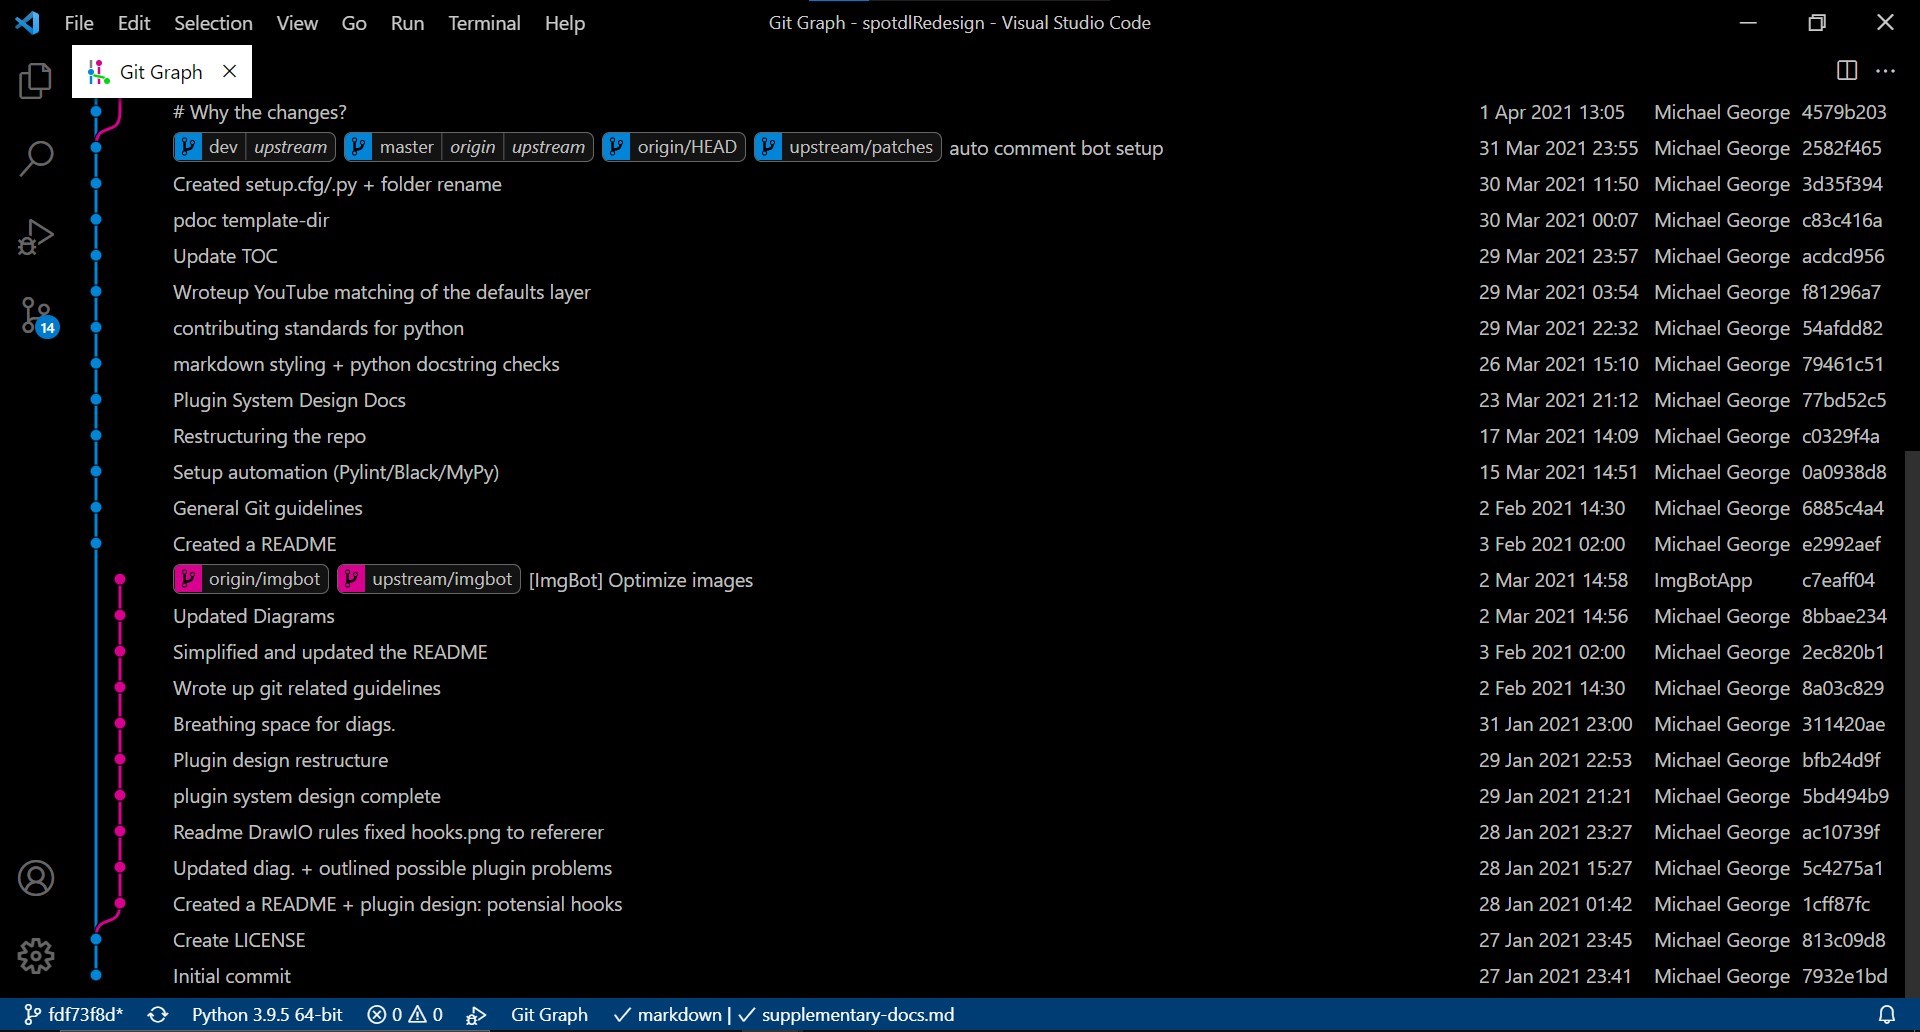 File Edit Selection View Go Run Terminal Help Git Graph - spotdlRedesign - Visual Studio Code
Git Graph
# Why the changes? 1 Apr 2021 13:05 Michael George 4579b203
dev upstream master origin upstream origin/HEAD upstream/patches auto comment bot setup 31 Mar 2021 23:55 Michael George 2582f465
Created setup.cfg/.py + folder rename 30 Mar 2021 11:50 Michael George 3d35f394
pdoc template-dir 30 Mar 2021 00:07 Michael George c83c416a
Update TOC 29 Mar 2021 23:57 Michael George acdcd956
Wroteup YouTube matching of the defaults layer 29 Mar 2021 03:54 Michael George f81296a7
contributing standards for python 29 Mar 2021 22:32 Michael George 54afdd82
markdown styling + python docstring checks 26 Mar 2021 15:10 Michael George 79461c51
Plugin System Design Docs 23 Mar 2021 21:12 Michael George 77bd52c5
Restructuring the repo 17 Mar 2021 14:09 Michael George c0329f4a
Setup automation (Pylint/Black/MyPy) 15 Mar 2021 14:51 Michael George 0a0938d8
General Git guidelines 2 Feb 2021 14:30 Michael George 6885c4a4
Created a README 3 Feb 2021 02:00 Michael George e2992aef
origin/imgbot upstream/imgbot [ImgBot] Optimize images 2 Mar 2021 14:58 ImgBotApp c7eaff04
Updated Diagrams 2 Mar 2021 14:56 Michael George 8bbae234
Simplified and updated the README 3 Feb 2021 02:00 Michael George 2ec820b1
Wrote up git related guidelines 2 Feb 2021 14:30 Michael George 8a03c829
Breathing space for diags. 31 Jan 2021 23:00 Michael George 311420ae
Plugin design restructure 29 Jan 2021 22:53 Michael George bfb24d9f
plugin system design complete 29 Jan 2021 21:21 Michael George 5bd494b9
Readme DrawIO rules fixed hooks.png to refererer 28 Jan 2021 23:27 Michael George ac10739f
Updated diag. + outlined possible plugin problems 28 Jan 2021 15:27 Michael George 5c4275a1
Created a README + plugin design: potensial hooks 28 Jan 2021 01:42 Michael George 1cff87fc
Create LICENSE 27 Jan 2021 23:45 Michael George 813c09d8
Initial commit 27 Jan 2021 23:41 Michael George 7932e1bd
14
fdf73f8d* Python 3.9.5 64-bit 0 0 Git Graph ✓ markdown | ✓ supplementary-docs.md